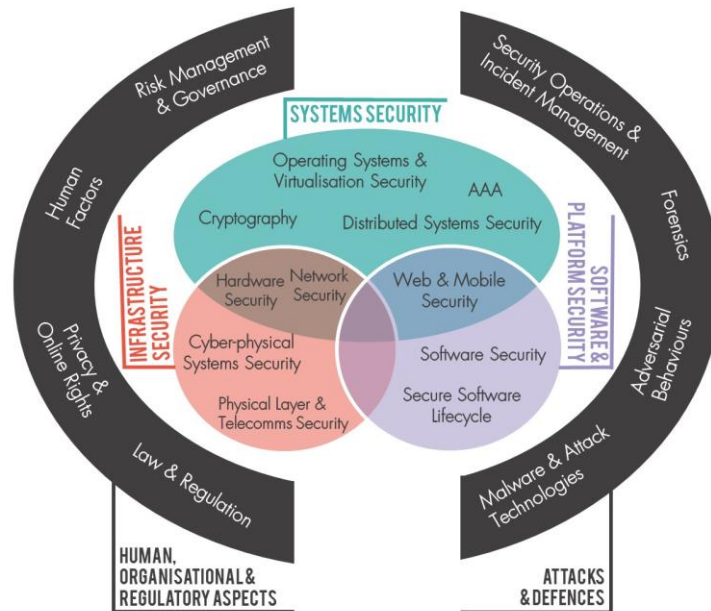 Risk Management
& Governance
Human
Factors
Privacy &
Online Rights
Law & Regulation
HUMAN,
ORGANISATIONAL &
REGULATORY ASPECTS
SYSTEMS SECURITY
Operating Systems &
Virtualisation Security
AAA
Cryptography
Distributed Systems Security
INFRASTRUCTURE
SECURITY
Hardware
Security
Network
Security
Web & Mobile
Security
Cyber-physical
Systems Security
Physical Layer &
Telecomms Security
Software Security
Secure Software
Lifecycle
SOFTWARE &
PLATFORM SECURITY
Security Operations &
Incident Management
Forensics
Adversarial
Behaviours
Malware & Attack
Technologies
ATTACKS
& DEFENCES